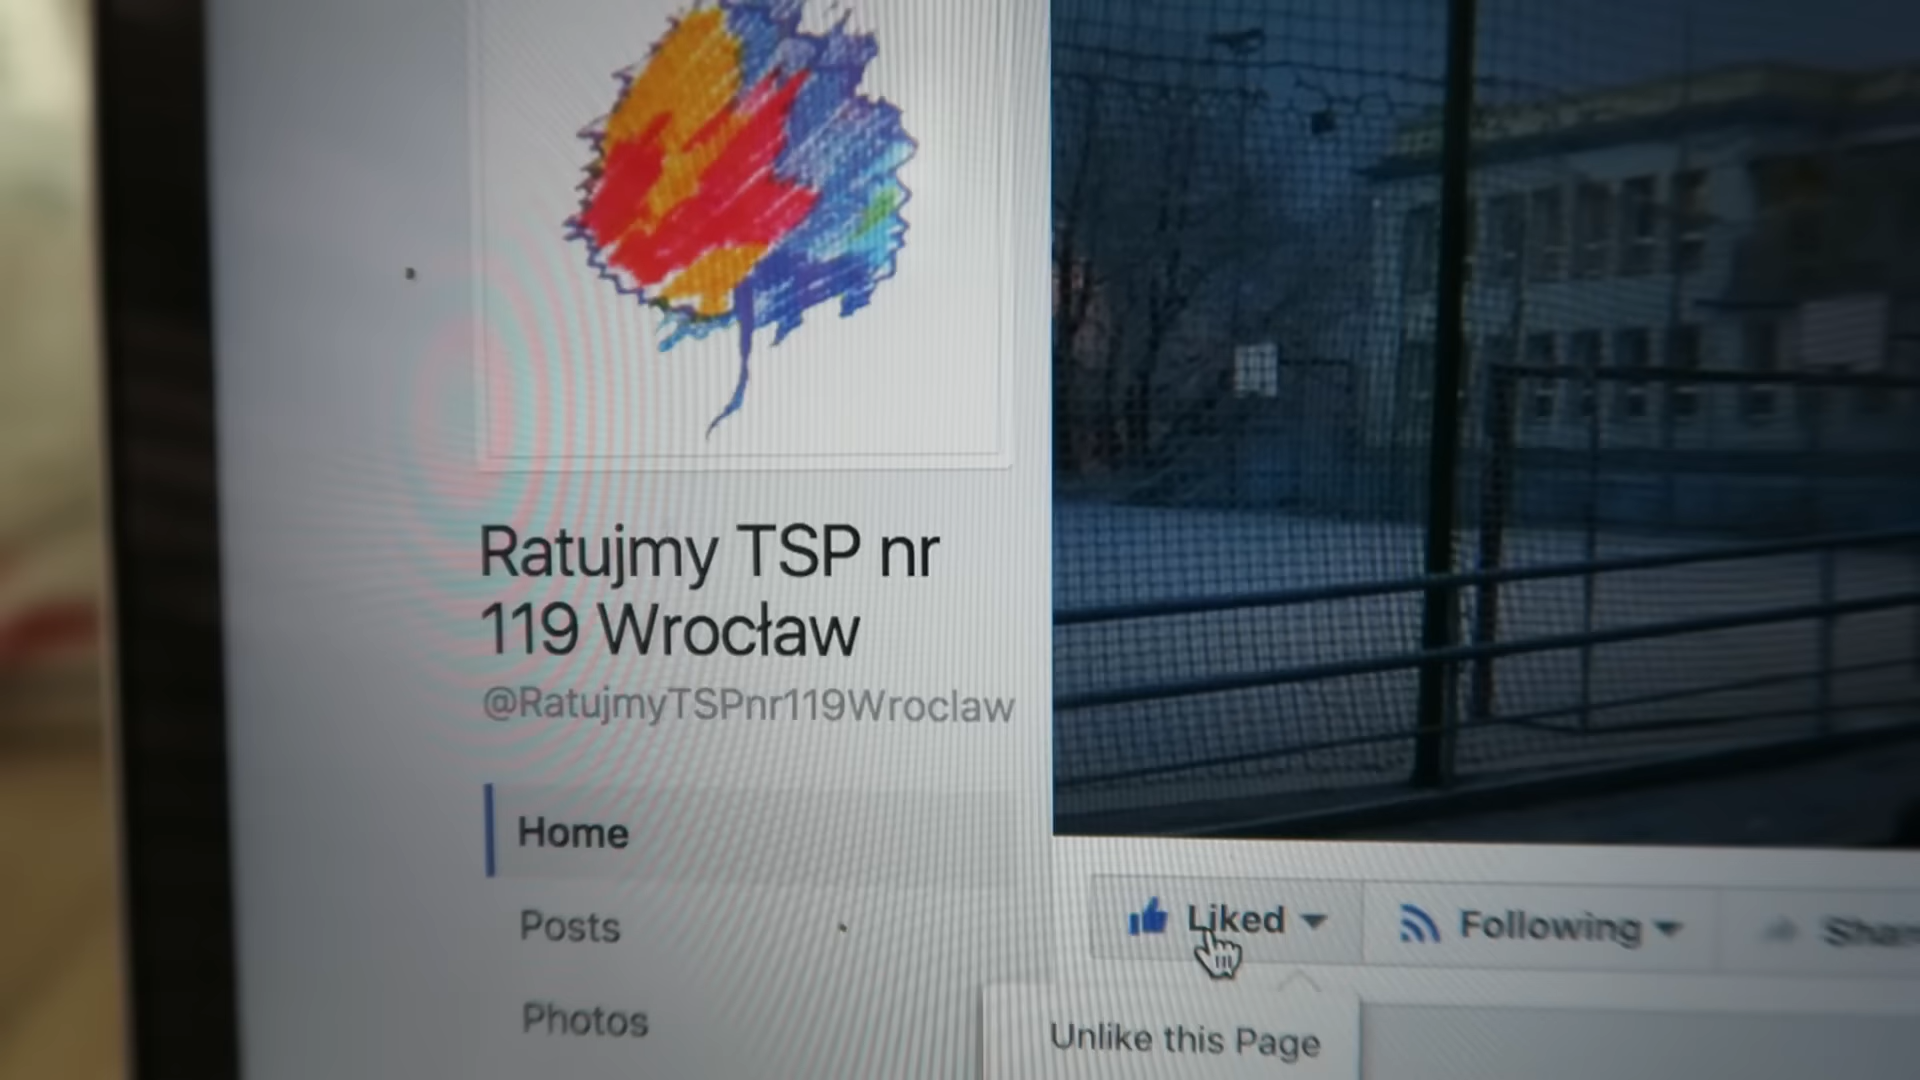 Ratujmy TSP nr
119 Wrocław
@RatujmyTSPnr119Wroclaw
Home
Posts
Photos
Liked
Following
Unlike this Page